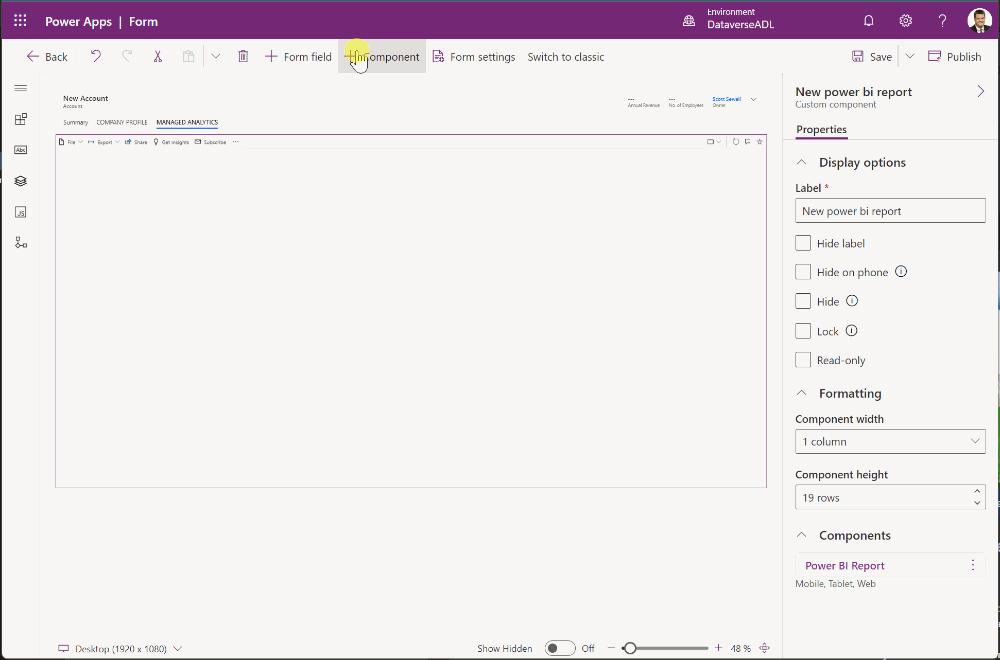 Power Apps | Form
Environment
DataverseADL
Back
Form field
Component
Form settings
Switch to classic
Save
Publish
New Account
Account
---
Annual Revenue
---
No. of Employees
Scott Sewell
Owner
Summary
COMPANY PROFILE
MANAGED ANALYTICS
File
Export
Share
Get insights
Subscribe
Abc
JS
New power bi report
Custom component
Properties
Display options
Label *
New power bi report
Hide label
Hide on phone
Hide
Lock
Read-only
Formatting
Component width
1 column
Component height
19 rows
Components
Power BI Report
Mobile, Tablet, Web
Desktop (1920 x 1080)
Show Hidden
Off
48 %